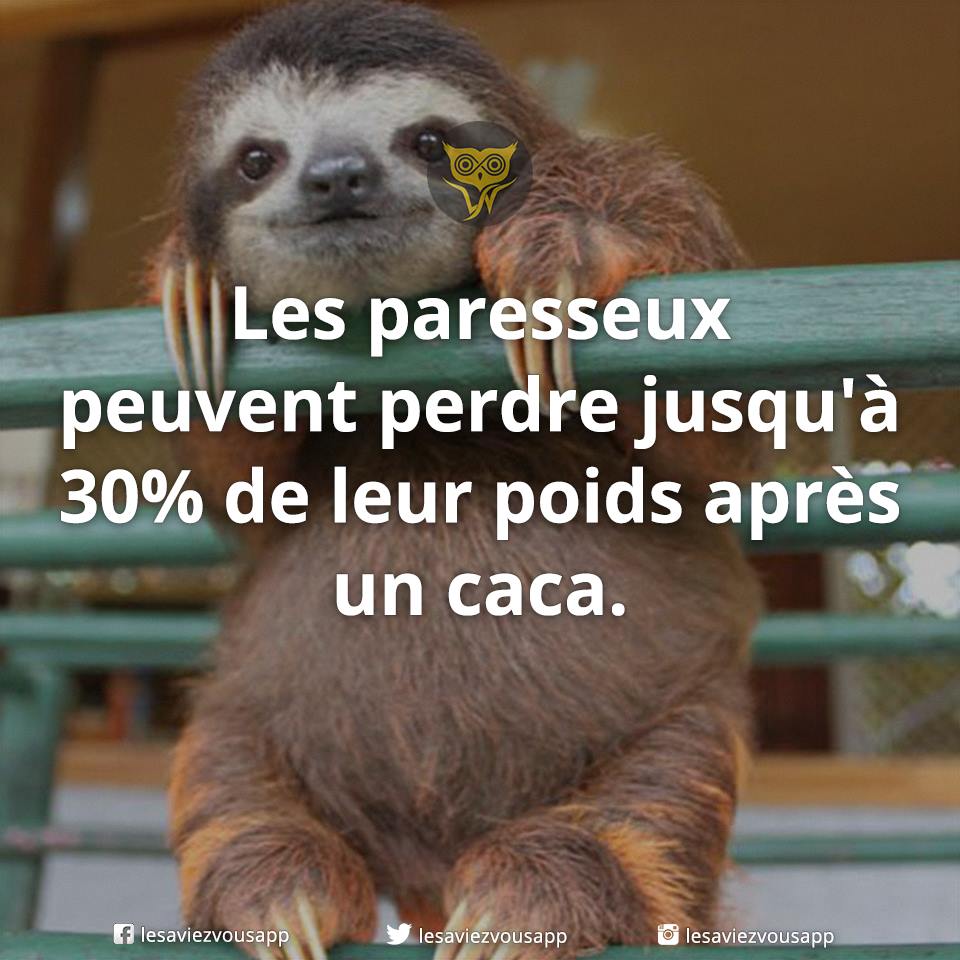 Les paresseux
peuvent perdre jusqu'à
30% de leur poids après
un caca.
lesaviezvousapp lesaviezvousapp lesaviezvousapp